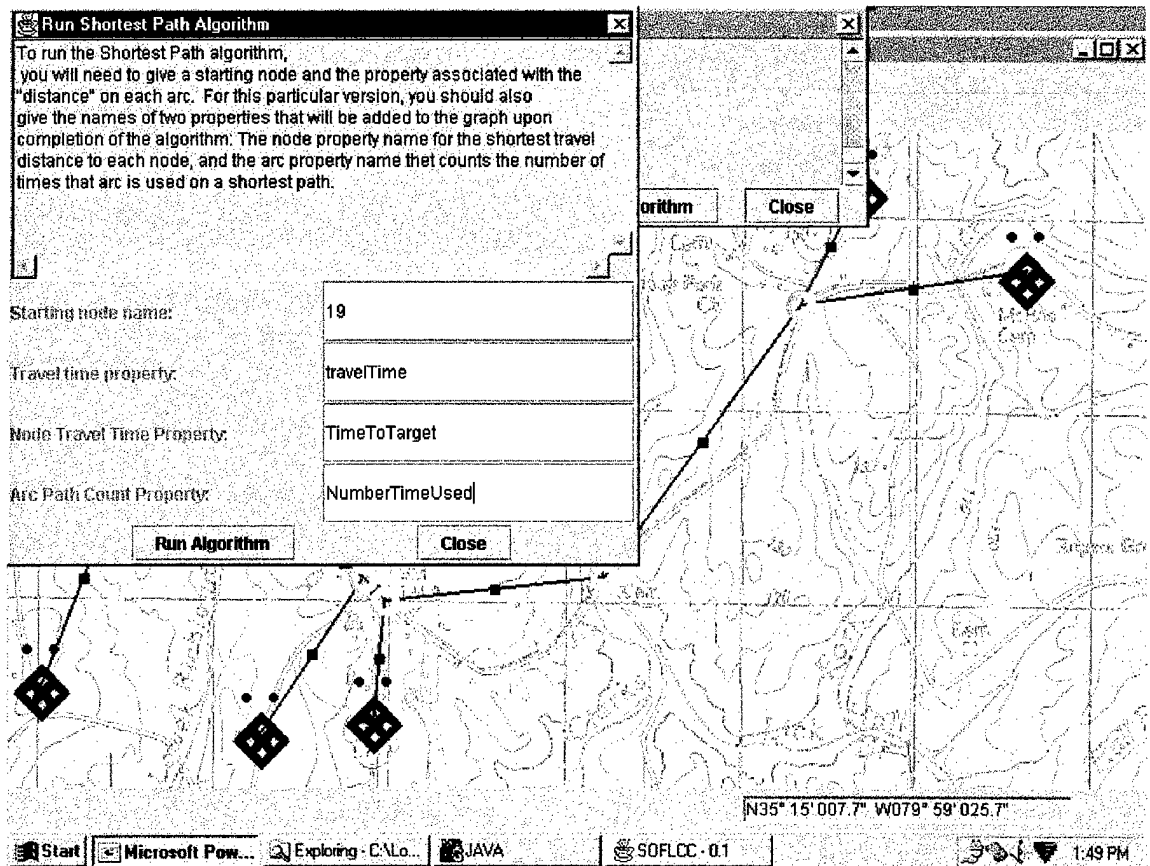 Run Shortest Path Algorithm
To run the Shortest Path algorithm,
you will need to give a starting node and the property associated with the
"distance" on each arc. For this particular version, you should also
give the names of two properties that will be added to the graph upon
completion of the algorithm: The node property name for the shortest travel
distance to each node, and the arc property name thet counts the number of
times that arc is used on a shortest path.
orithm
Close
Starting node name:
19
Travel time property:
travelTime
Node Travel Time Property:
TimeToTarget
Arc Path Count Property:
NumberTimeUsed
Run Algorithm
Close
Camp
N35° 15' 007.7" W079° 59' 025.7"
Start
Microsoft Pow...
Exploring - C:\Lo...
JAVA
SOFLCC - 0.1
1:49 PM